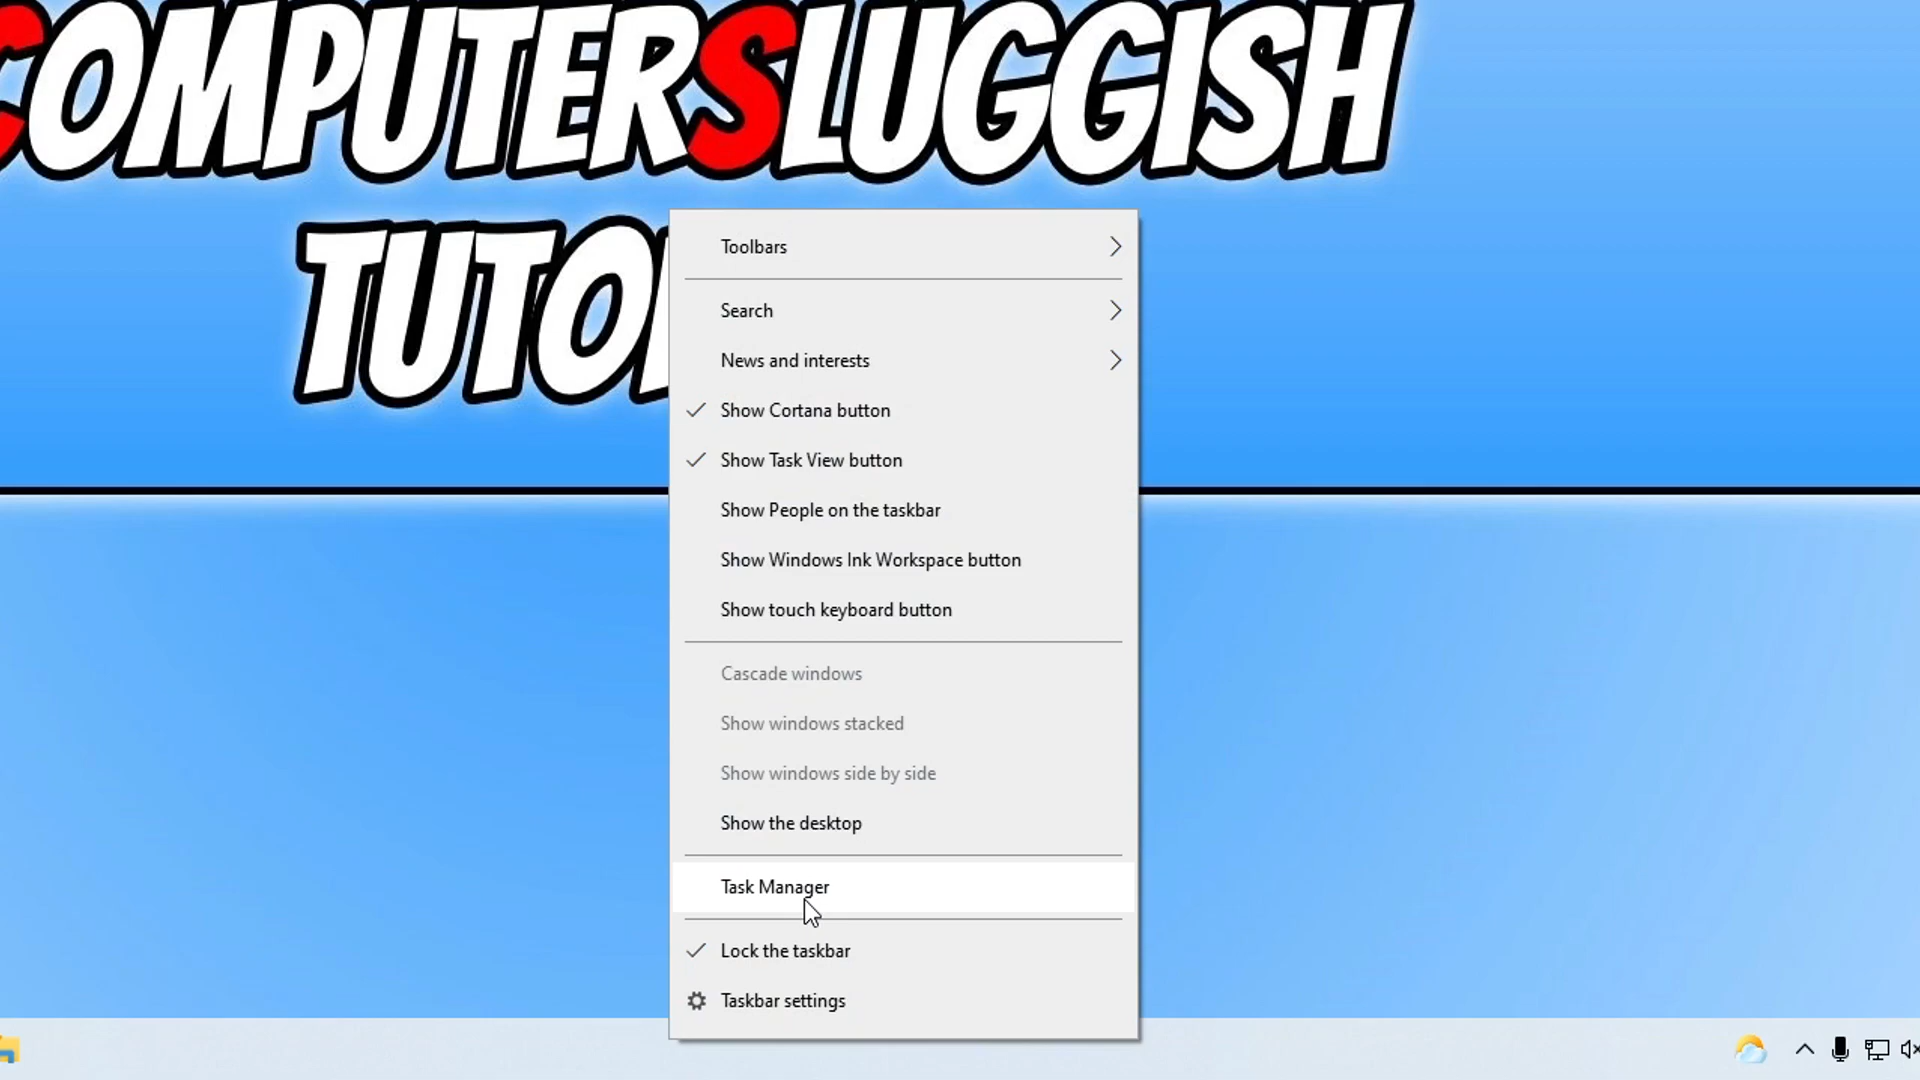 COMPUTERSLUGGISH
Toolbars
Search
News and interests
Show Cortana button
Show Task View button
Show People on the taskbar
Show Windows Ink Workspace button
Show touch keyboard button
Cascade windows
Show windows stacked
Show windows side by side
Show the desktop
Task Manager
Lock the taskbar
Taskbar settings